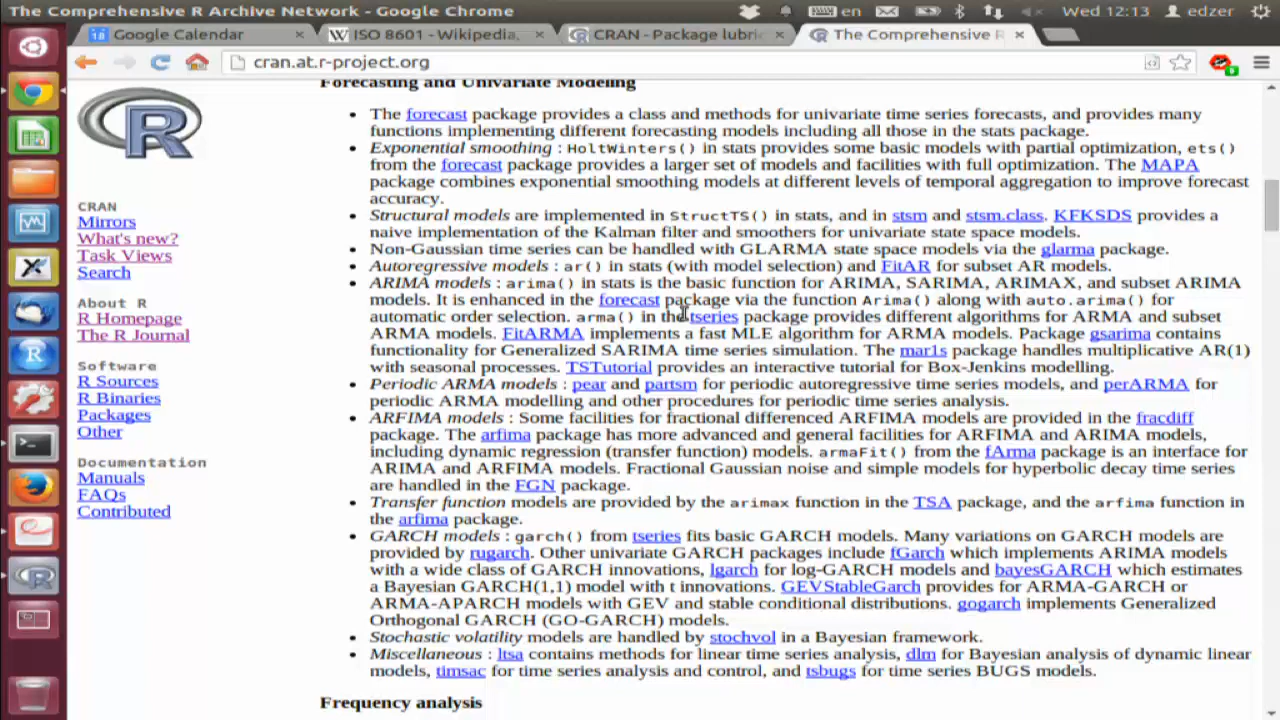 The Comprehensive R Archive Network - Google Chrome
en
Wed 12:13
edzer
Google Calendar
ISO 8601 - Wikipedia,
CRAN - Package lubric
The Comprehensive R
cran.at.r-project.org
CRAN
Mirrors
What's new?
Task Views
Search
About R
R Homepage
The R Journal
Software
R Sources
R Binaries
Packages
Other
Documentation
Manuals
FAQs
Contributed
Forecasting and Univariate Modeling
The forecast package provides a class and methods for univariate time series forecasts, and provides many
functions implementing different forecasting models including all those in the stats package.
Exponential smoothing : HoltWinters() in stats provides some basic models with partial optimization, ets()
from the forecast package provides a larger set of models and facilities with full optimization. The MAPA
package combines exponential smoothing models at different levels of temporal aggregation to improve forecast
accuracy.
Structural models are implemented in StructTS() in stats, and in stsm and stsm.class. KFKSDS provides a
naive implementation of the Kalman filter and smoothers for univariate state space models.
Non-Gaussian time series can be handled with GLARMA state space models via the glarma package.
Autoregressive models : ar() in stats (with model selection) and FitAR for subset AR models.
ARIMA models : arima() in stats is the basic function for ARIMA, SARIMA, ARIMAX, and subset ARIMA
models. It is enhanced in the forecast package via the function Arima() along with auto.arima() for
automatic order selection. arma() in the tseries package provides different algorithms for ARMA and subset
ARMA models. FitARMA implements a fast MLE algorithm for ARMA models. Package gsarima contains
functionality for Generalized SARIMA time series simulation. The mar1s package handles multiplicative AR(1)
with seasonal processes. TSTutorial provides an interactive tutorial for Box-Jenkins modelling.
Periodic ARMA models : pear and partsm for periodic autoregressive time series models, and perARMA for
periodic ARMA modelling and other procedures for periodic time series analysis.
ARFIMA models : Some facilities for fractional differenced ARFIMA models are provided in the fracdiff
package. The arfima package has more advanced and general facilities for ARFIMA and ARIMA models,
including dynamic regression (transfer function) models. armaFit() from the fArma package is an interface for
ARIMA and ARFIMA models. Fractional Gaussian noise and simple models for hyperbolic decay time series
are handled in the FGN package.
Transfer function models are provided by the arimax function in the TSA package, and the arfima function in
the arfima package.
GARCH models : garch() from tseries fits basic GARCH models. Many variations on GARCH models are
provided by rugarch. Other univariate GARCH packages include fGarch which implements ARIMA models
with a wide class of GARCH innovations, lgarch for log-GARCH models and bayesGARCH which estimates
a Bayesian GARCH(1,1) model with t innovations. GEVStableGarch provides for ARMA-GARCH or
ARMA-APARCH models with GEV and stable conditional distributions. gogarch implements Generalized
Orthogonal GARCH (GO-GARCH) models.
Stochastic volatility models are handled by stochvol in a Bayesian framework.
Miscellaneous : ltsa contains methods for linear time series analysis, dlm for Bayesian analysis of dynamic linear
models, timsac for time series analysis and control, and tsbugs for time series BUGS models.
Frequency analysis